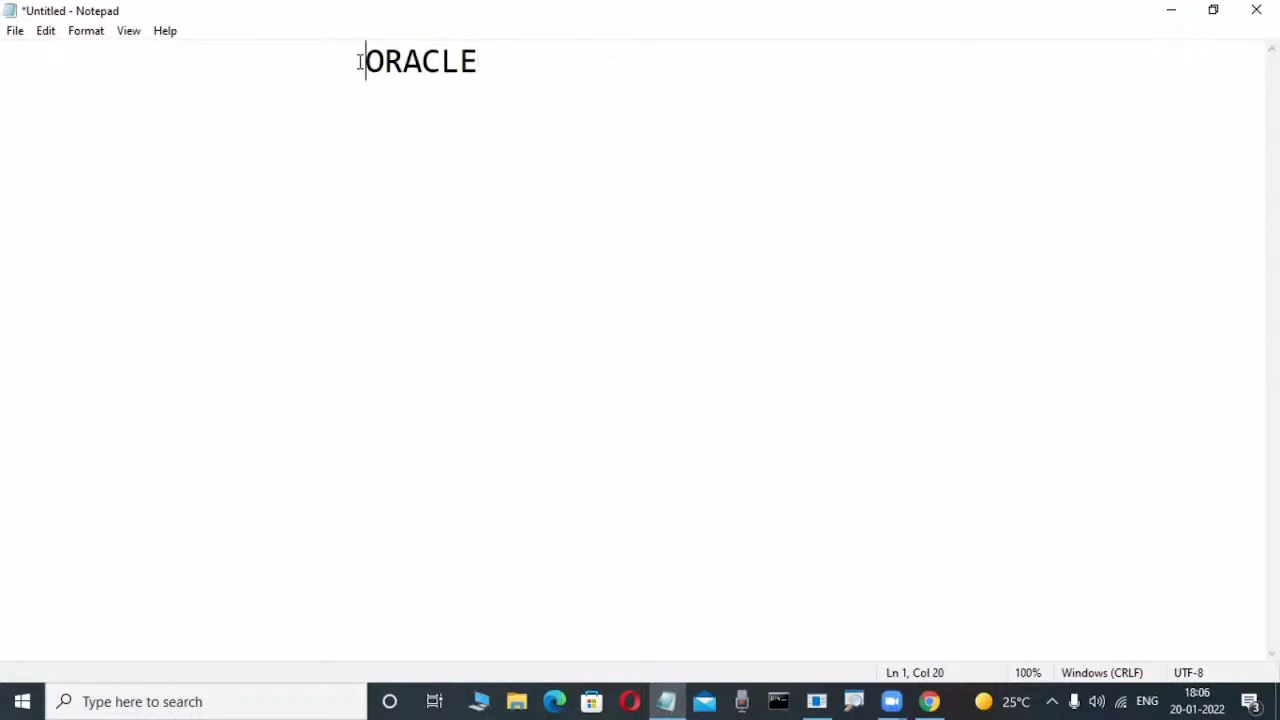 *Untitled - Notepad
File Edit Format View Help
ORACLE
Ln 1, Col 20 100% Windows (CRLF) UTF-8
Type here to search
25°C
ENG
18:06
20-01-2022
3